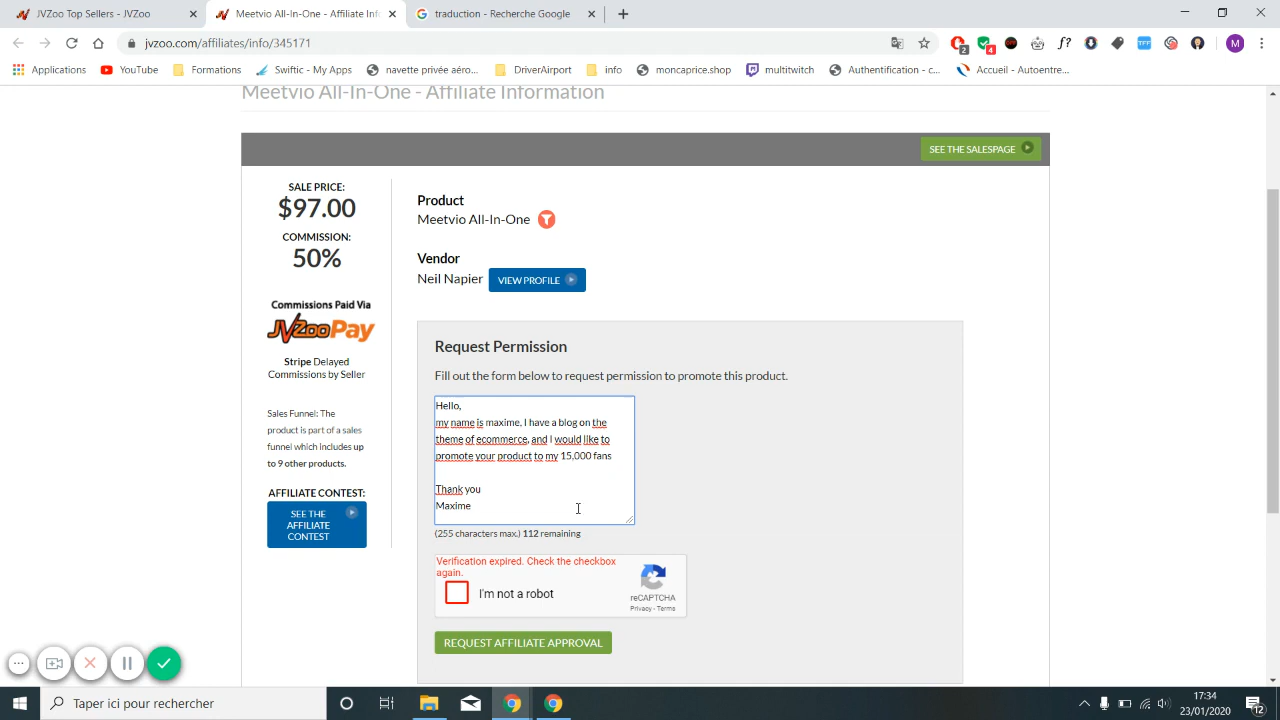 JVZoo Top Sellers - JVZoo
Meetvio All-In-One - Affiliate Inf
traduction - Recherche Google
jvzoo.com/affiliates/info/345171
2
4
f?
TFF
M
Applications
YouTube
Formations
Swiftic - My Apps
navette privée aéro...
DriverAirport
info
moncaprice.shop
multitwitch
Authentification - c...
Accueil - Autoentre...
Meetvio All-In-One - Affiliate Information
SEE THE SALESPAGE
SALE PRICE:
$97.00
COMMISSION:
50%
Commissions Paid Via
JVZooPay
Stripe Delayed
Commissions by Seller
Sales Funnel: The
product is part of a sales
funnel which includes up
to 9 other products.
AFFILIATE CONTEST:
SEE THE
AFFILIATE
CONTEST
Product
Meetvio All-In-One
Vendor
Neil Napier
VIEW PROFILE
Request Permission
Fill out the form below to request permission to promote this product.
Hello,
my name is maxime, I have a blog on the
theme of ecommerce, and I would like to
promote your product to my 15.000 fans
Thank you
Maxime
(255 characters max.) 112 remaining
Verification expired. Check the checkbox
again.
I'm not a robot
reCAPTCHA
Privacy - Terms
REQUEST AFFILIATE APPROVAL
Taper ici pour rechercher
17:34
23/01/2020
12